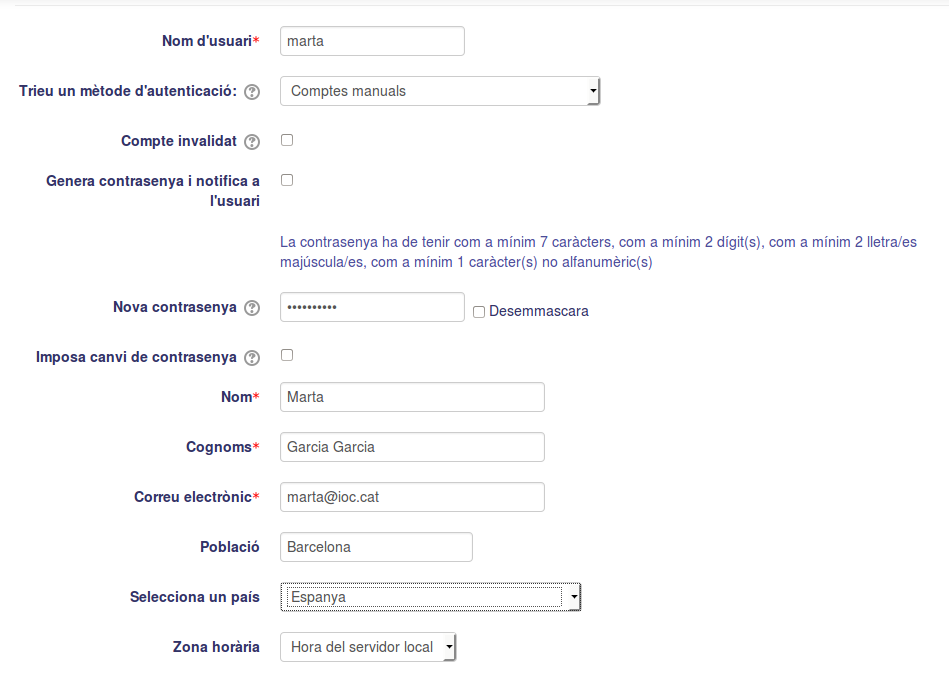 Nom d'usuari* marta
Trieu un mètode d'autenticació: Comptes manuals
Compte invalidat
Genera contrasenya i notifica a
l'usuari
La contrasenya ha de tenir com a mínim 7 caràcters, com a mínim 2 dígit(s), com a mínim 2 lletra/es
majúscula/es, com a mínim 1 caràcter(s) no alfanumèric(s)
Nova contrasenya •••••••••• Desemmascara
Imposa canvi de contrasenya
Nom* Marta
Cognoms* Garcia Garcia
Correu electrònic* marta@ioc.cat
Població Barcelona
Selecciona un país Espanya
Zona horària Hora del servidor local